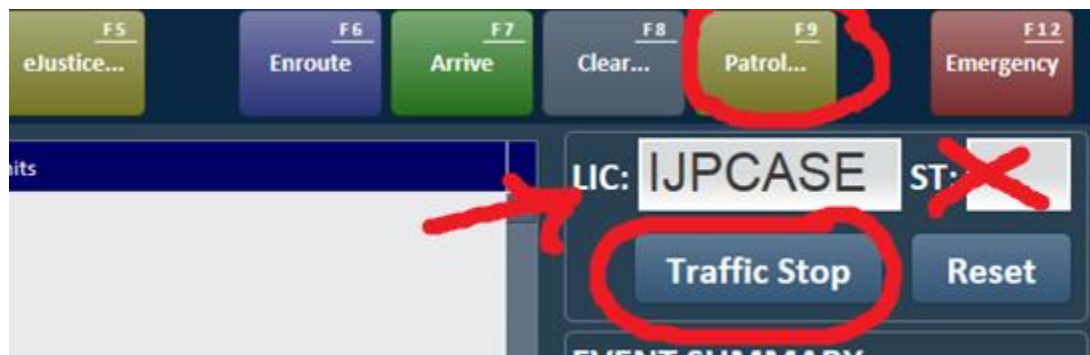 F5
eJustice...
F6
Enroute
F7
Arrive
F8
Clear...
F9
Patrol...
F12
Emergency
its
LIC: IJPCASE ST:
Traffic Stop Reset
EVENT SUMMARY